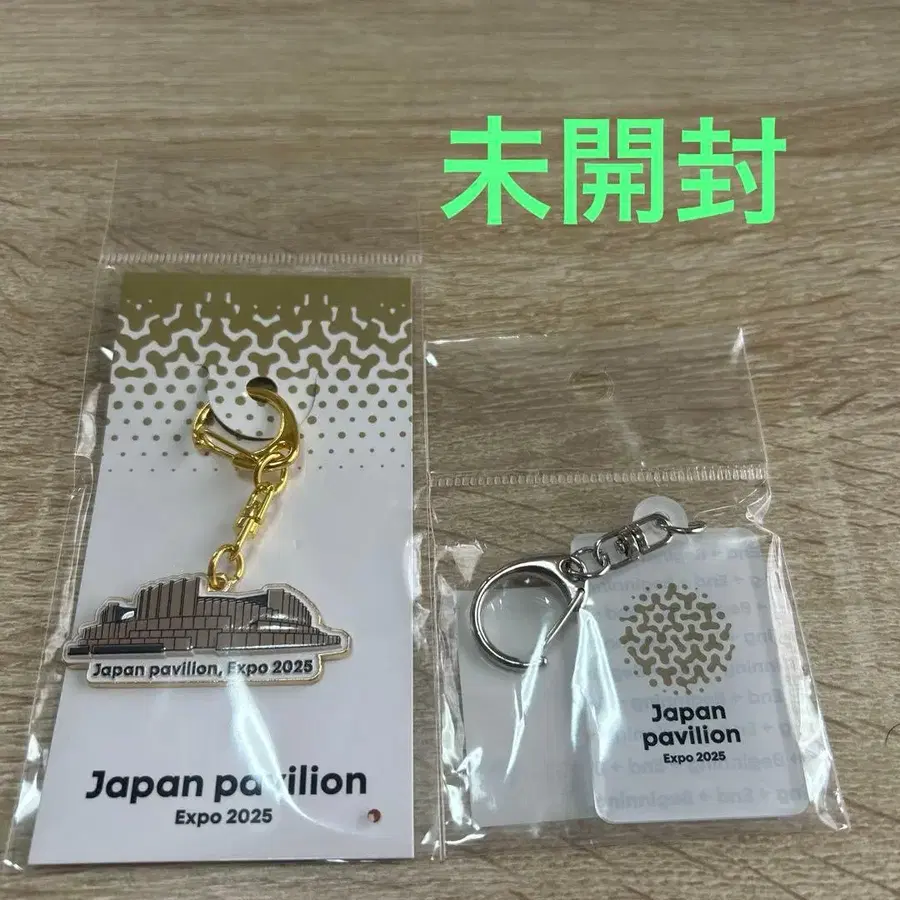 未開封
Japan pavilion, Expo 2025
Japan pavilion
Expo 2025
Japan
pavilion
Expo 2025